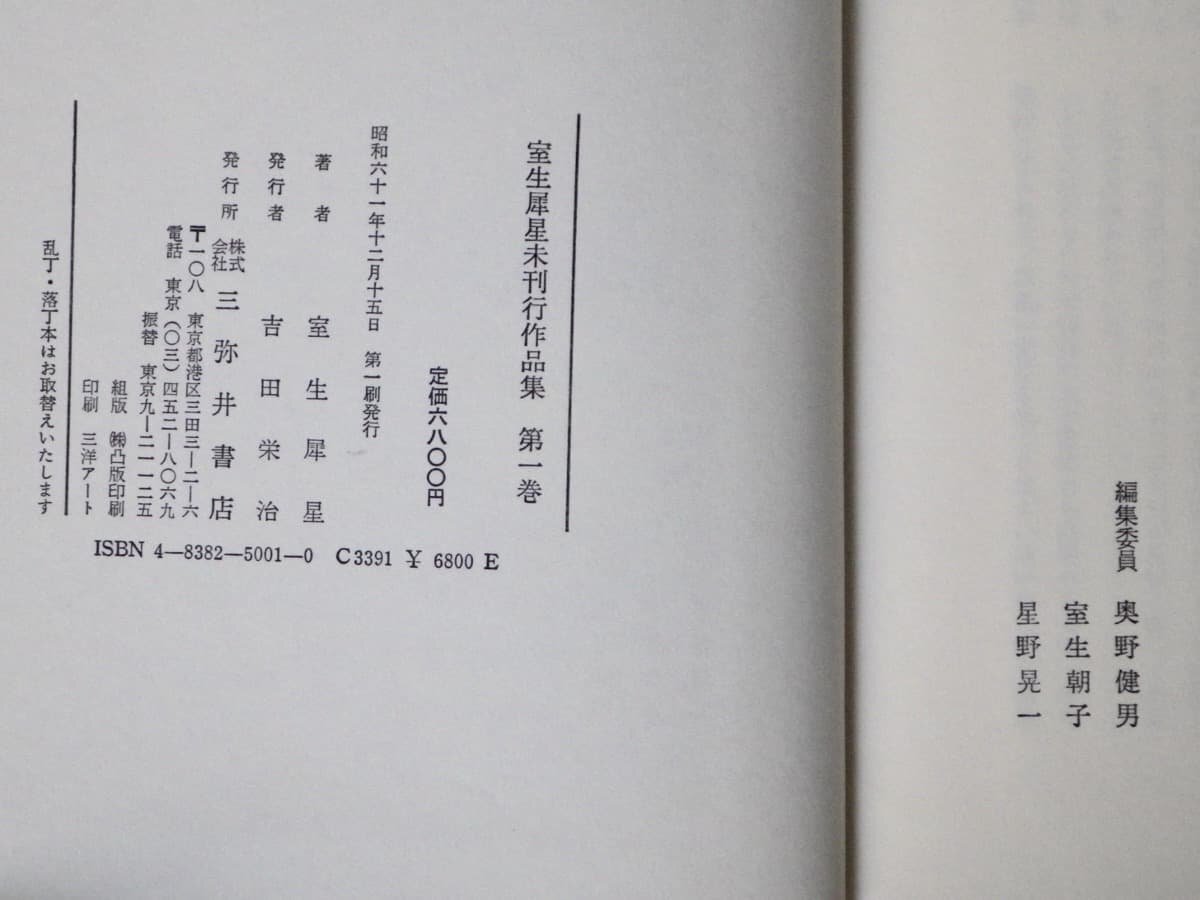 編集委員 奥野健男
室生朝子
星野晃一
室生犀星未刊行作品集 第一巻
定価六八〇〇円
昭和六十一年十二月十五日 第一刷発行
著者 室生犀星
発行者 吉田栄治
発行所 株式会社 三弥井書店
〒一〇八 東京都港区三田三―二―六
電話 東京(〇三)四五二―八〇六九
振替 東京九―二一一二五
組版 ㈱凸版印刷
印刷 三洋アート
乱丁・落丁本はお取替えいたします
ISBN 4―8382―5001―0 C3391 ¥ 6800 E